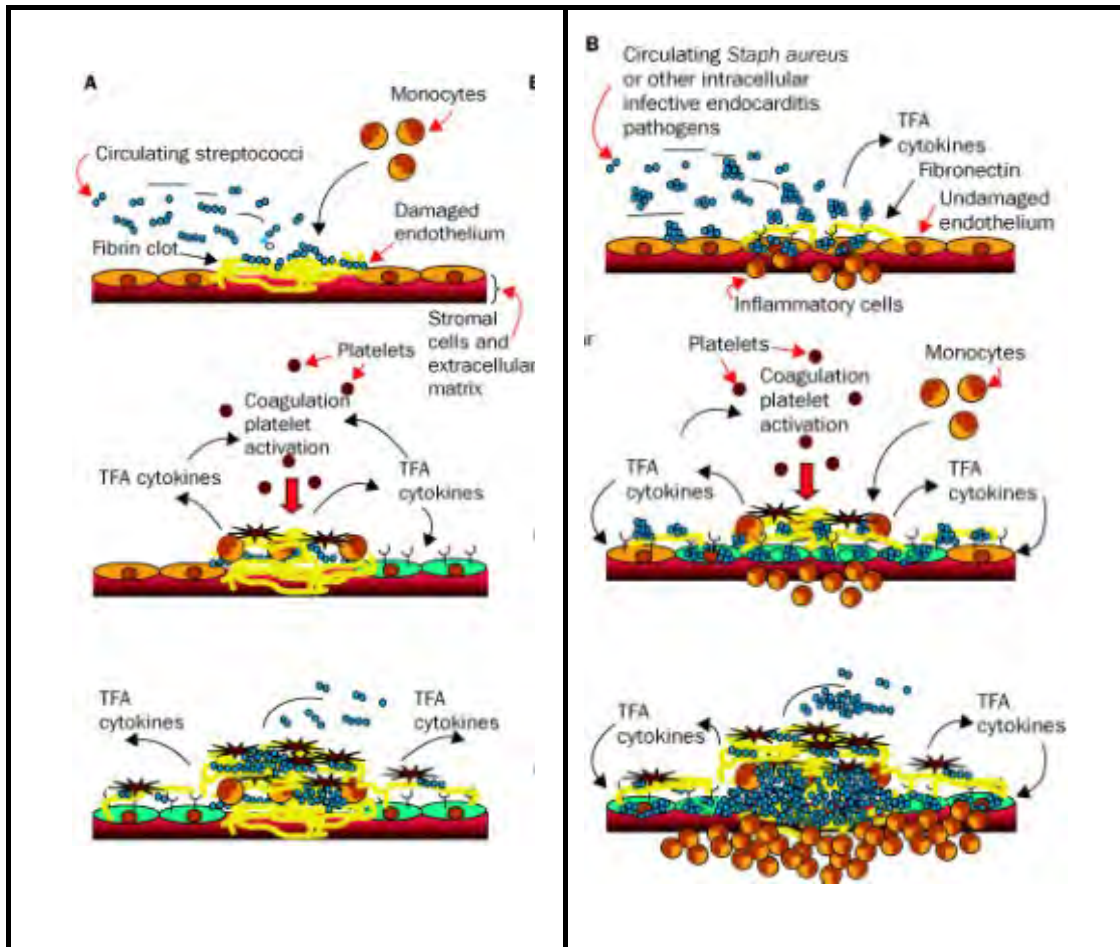 A
Monocytes
Circulating streptococci
Damaged
endothelium
Fibrin clot
Stromal
cells and
extracellular
matrix
Platelets
Coagulation
platelet
activation
TFA cytokines
TFA
cytokines
TFA
cytokines
TFA
cytokines
B
Circulating Staph aureus
or other intracellular
infective endocarditis
pathogens
TFA
cytokines
Fibronectin
Undamaged
endothelium
Inflammatory cells
Platelets
Monocytes
Coagulation
platelet
activation
TFA
cytokines
TFA
cytokines
TFA
cytokines
TFA
cytokines